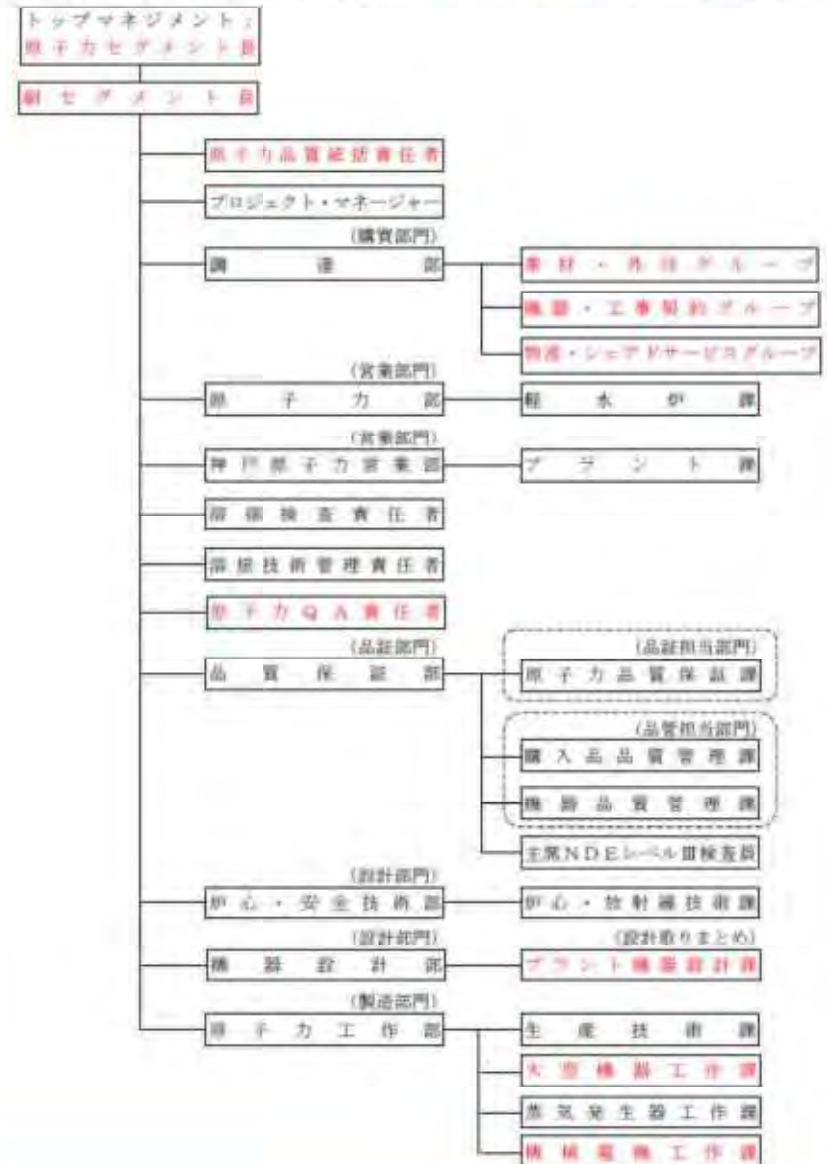 トップマネジメント：
原子力セグメント長
副セグメント長
原子力品質統括責任者
プロジェクト・マネージャー
(購買部門)
調達部
素材・外注グループ
機器・工事契約グループ
物流・シェアドサービスグループ
(営業部門)
原子力部
軽水炉課
(営業部門)
神戸原子力営業部
プラント課
溶接検査責任者
溶接技術管理責任者
原子力QA責任者
(品証部門)
品質保証部
(品証担当部門)
原子力品質保証課
(品管担当部門)
購入品品質管理課
機器品質管理課
主席NDEレベルⅢ検査員
(設計部門)
炉心・安全技術部
炉心・放射線技術課
(設計部門)
機器設計部
(設計取りまとめ)
プラント機器設計課
(製造部門)
原子力工作部
生産技術課
大型機器工作課
蒸気発生器工作課
機械電機工作課